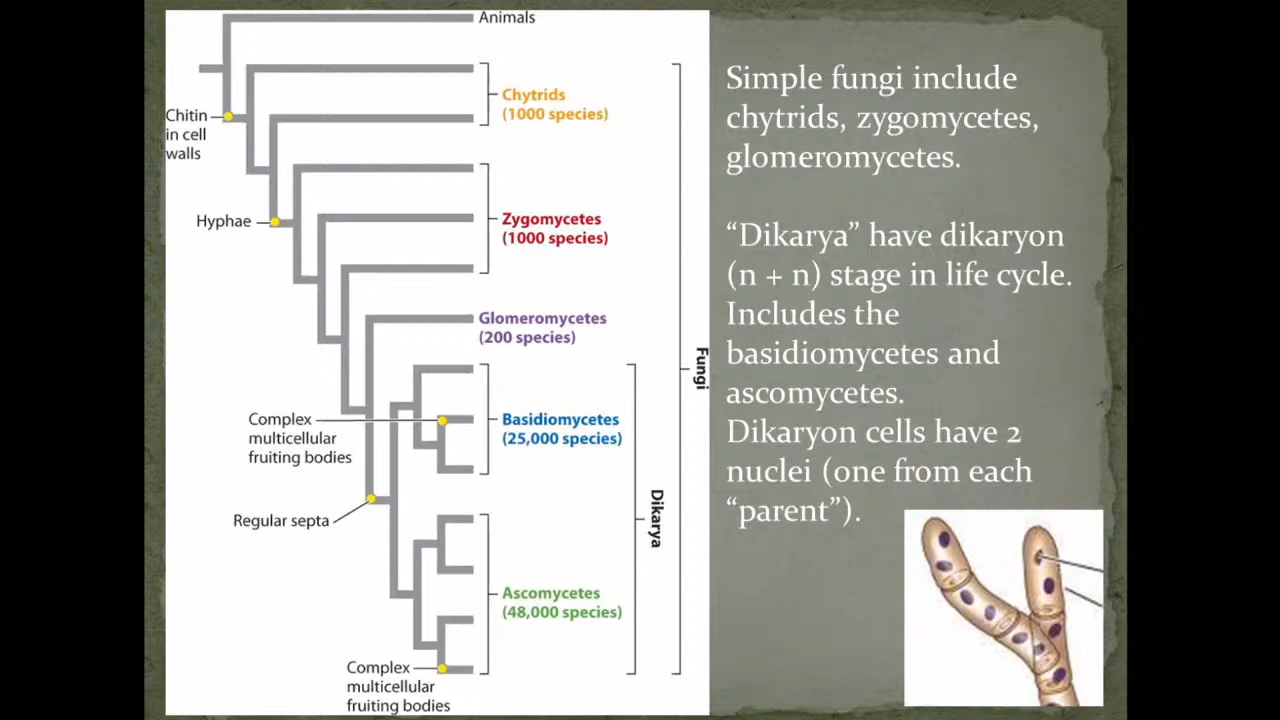 Animals
Chytrids
(1000 species)
Chitin
in cell
walls
Hyphae
Zygomycetes
(1000 species)
Glomeromycetes
(200 species)
Fungi
Complex
multicellular
fruiting bodies
Basidiomycetes
(25,000 species)
Regular septa
Dikarya
Ascomycetes
(48,000 species)
Complex
multicellular
fruiting bodies
Simple fungi include
chytrids, zygomycetes,
glomeromycetes.
“Dikarya” have dikaryon
(n + n) stage in life cycle.
Includes the
basidiomycetes and
ascomycetes.
Dikaryon cells have 2
nuclei (one from each
“parent”).